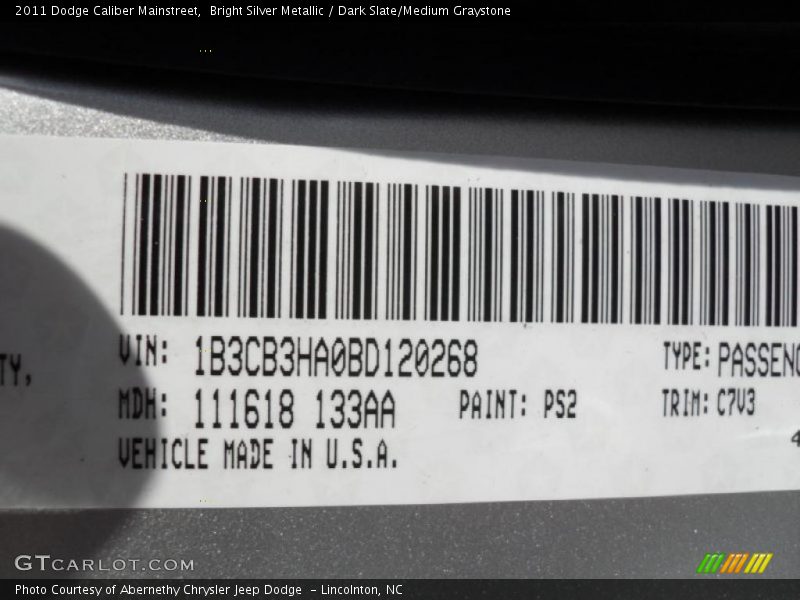 2011 Dodge Caliber Mainstreet, Bright Silver Metallic / Dark Slate/Medium Graystone
TY,
VIN: 1B3CB3HA0BD120268 TYPE: PASSENG
MDH: 111618 133AA PAINT: PS2 TRIM: C7V3
VEHICLE MADE IN U.S.A.
4
GTCARLOT.COM
Photo Courtesy of Abernethy Chrysler Jeep Dodge - Lincolnton, NC